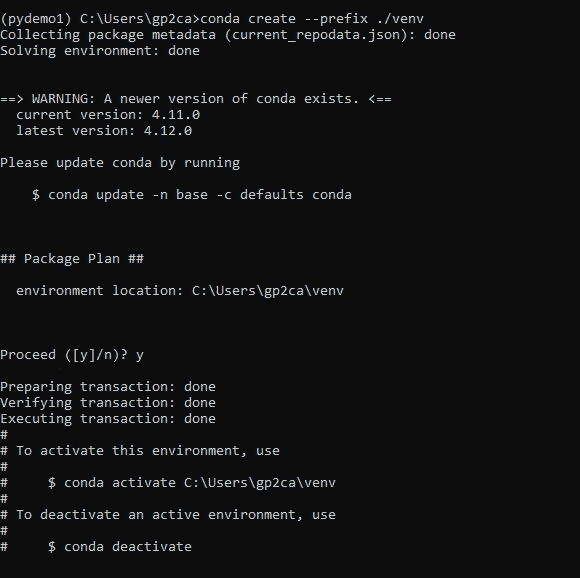 (pydemo1) C:\Users\gp2ca>conda create --prefix ./venv
Collecting package metadata (current_repodata.json): done
Solving environment: done
==> WARNING: A newer version of conda exists. <==
  current version: 4.11.0
  latest version: 4.12.0
Please update conda by running
    $ conda update -n base -c defaults conda
## Package Plan ##
  environment location: C:\Users\gp2ca\venv
Proceed ([y]/n)? y
Preparing transaction: done
Verifying transaction: done
Executing transaction: done
#
# To activate this environment, use
#
#     $ conda activate C:\Users\gp2ca\venv
#
# To deactivate an active environment, use
#
#     $ conda deactivate